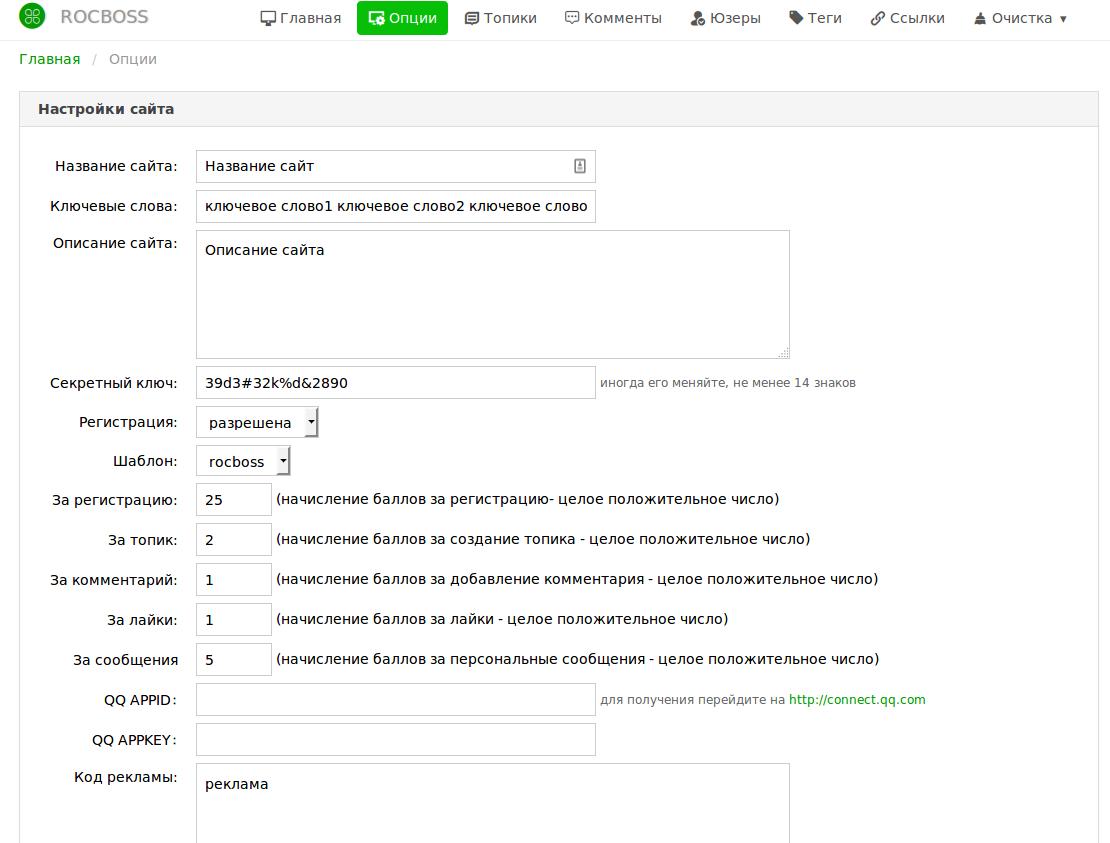 ROCBOSS Главная Опции Топики Комменты Юзеры Теги Ссылки Очистка ▼
Главная / Опции
Настройки сайта
Название сайта: Название сайт
Ключевые слова: ключевое слово1 ключевое слово2 ключевое слово
Описание сайта: Описание сайта
Секретный ключ: 39d3#32k%d&2890 иногда его меняйте, не менее 14 знаков
Регистрация: разрешена
Шаблон: rocboss
За регистрацию: 25 (начисление баллов за регистрацию- целое положительное число)
За топик: 2 (начисление баллов за создание топика - целое положительное число)
За комментарий: 1 (начисление баллов за добавление комментария - целое положительное число)
За лайки: 1 (начисление баллов за лайки - целое положительное число)
За сообщения 5 (начисление баллов за персональные сообщения - целое положительное число)
QQ APPID: для получения перейдите на http://connect.qq.com
QQ APPKEY:
Код рекламы: реклама